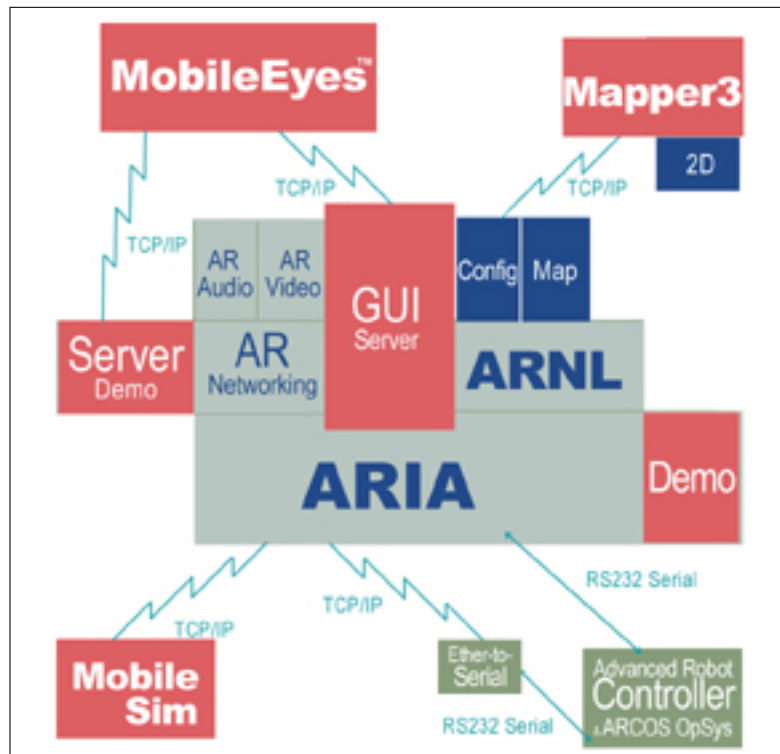 MobileEyes™
Mapper3
2D
TCP/IP
TCP/IP
TCP/IP
AR
Audio
AR
Video
GUI
Server
Config
Map
Server
Demo
AR
Networking
ARNL
ARIA
Demo
RS232 Serial
TCP/IP
TCP/IP
Mobile
Sim
Ether-to-
Serial
RS232 Serial
Advanced Robot
Controller
&ARCOS OpSys